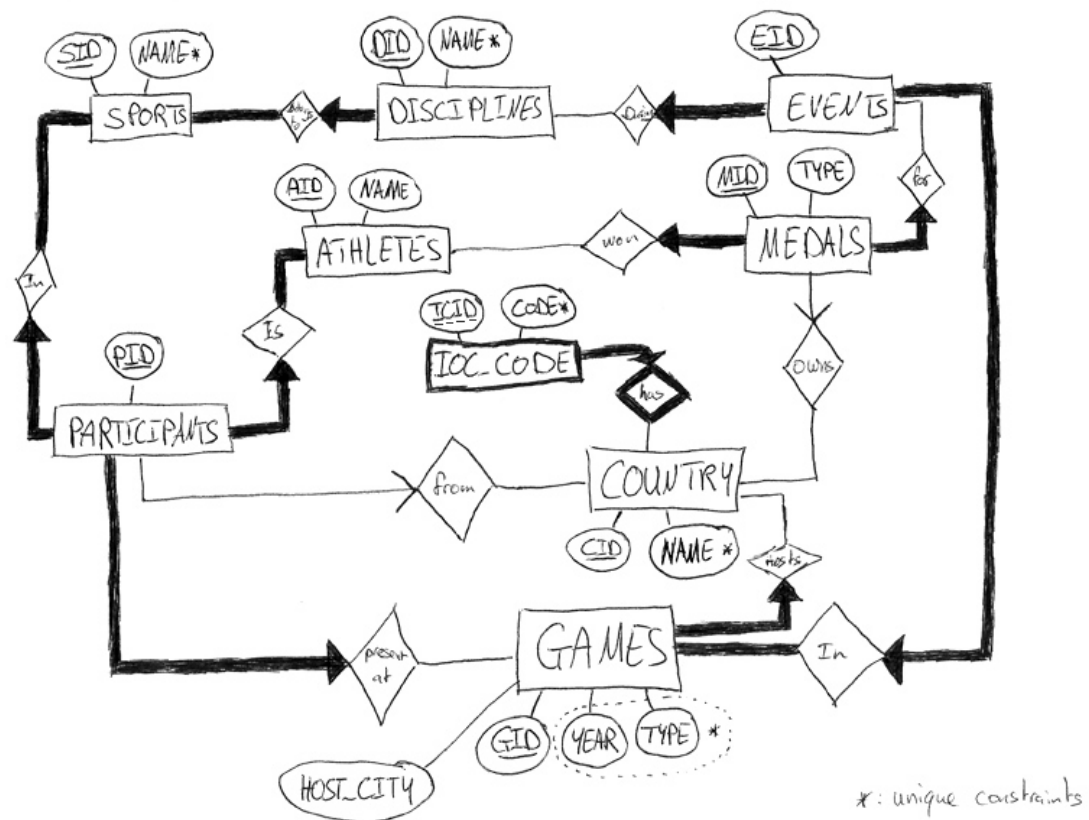 SID
NAME*
DID
NAME*
EID
SPORTS
DISCIPLINES
EVENTS
AID
NAME
MID
TYPE
for
ATHLETES
won
MEDALS
In
ICID
CODE*
Is
PID
IOC_CODE
has
owns
PARTICIPANTS
from
COUNTRY
CID
NAME *
Hosts
present
at
GAMES
In
GID
YEAR
TYPE *
HOST_CITY
*: unique constraints